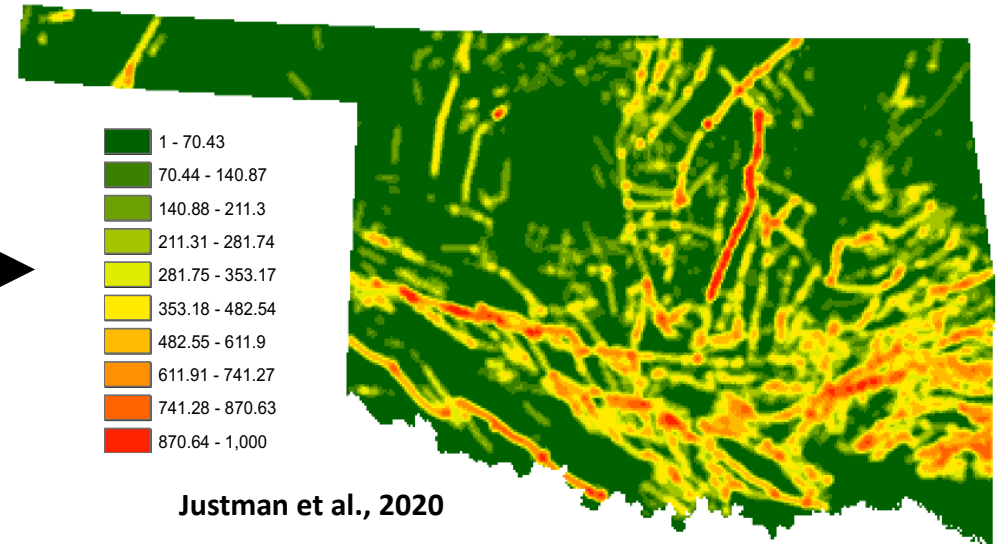 1 - 70.43
70.44 - 140.87
140.88 - 211.3
211.31 - 281.74
281.75 - 353.17
353.18 - 482.54
482.55 - 611.9
611.91 - 741.27
741.28 - 870.63
870.64 - 1,000
Justman et al., 2020